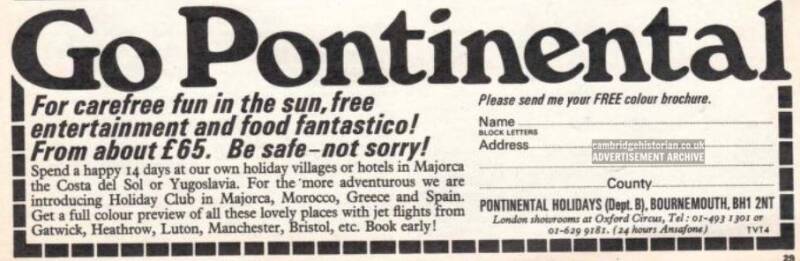 Go Pontinental
For carefree fun in the sun, free
entertainment and food fantastico!
From about £65. Be safe–not sorry!
Spend a happy 14 days at our own holiday villages or hotels in Majorca
the Costa del Sol or Yugoslavia. For the more adventurous we are
introducing Holiday Club in Majorca, Morocco, Greece and Spain.
Get a full colour preview of all these lovely places with jet flights from
Gatwick, Heathrow, Luton, Manchester, Bristol, etc. Book early!
Please send me your FREE colour brochure.
Name
BLOCK LETTERS
Address
cambridgehistorian.co.uk
ADVERTISEMENT ARCHIVE
County
PONTINENTAL HOLIDAYS (Dept. B), BOURNEMOUTH, BH1 2NT
London showrooms at Oxford Circus, Tel: 01-493 1301 or
01-629 9181. (24 hours Ansafone) TVT4
29